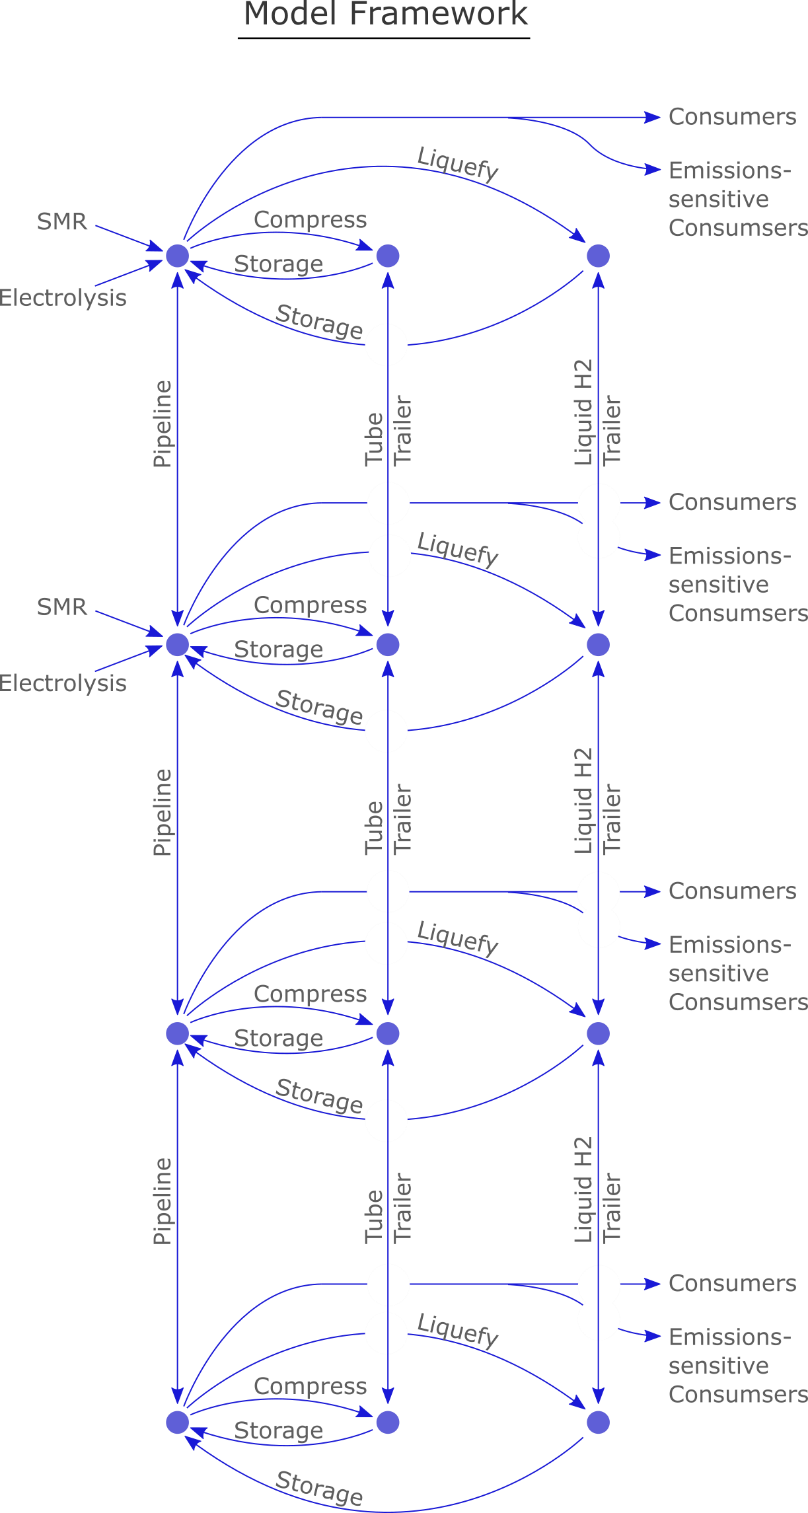 Model Framework
Consumers
Liquefy
Emissions-
sensitive
Consumsers
SMR
Compress
Storage
Electrolysis
Storage
Pipeline
Tube
Trailer
Liquid H2
Trailer
Consumers
Liquefy
Emissions-
sensitive
Consumsers
SMR
Compress
Storage
Electrolysis
Storage
Pipeline
Tube
Trailer
Liquid H2
Trailer
Consumers
Liquefy
Emissions-
sensitive
Consumsers
Compress
Storage
Storage
Pipeline
Tube
Trailer
Liquid H2
Trailer
Consumers
Liquefy
Emissions-
sensitive
Consumsers
Compress
Storage
Storage